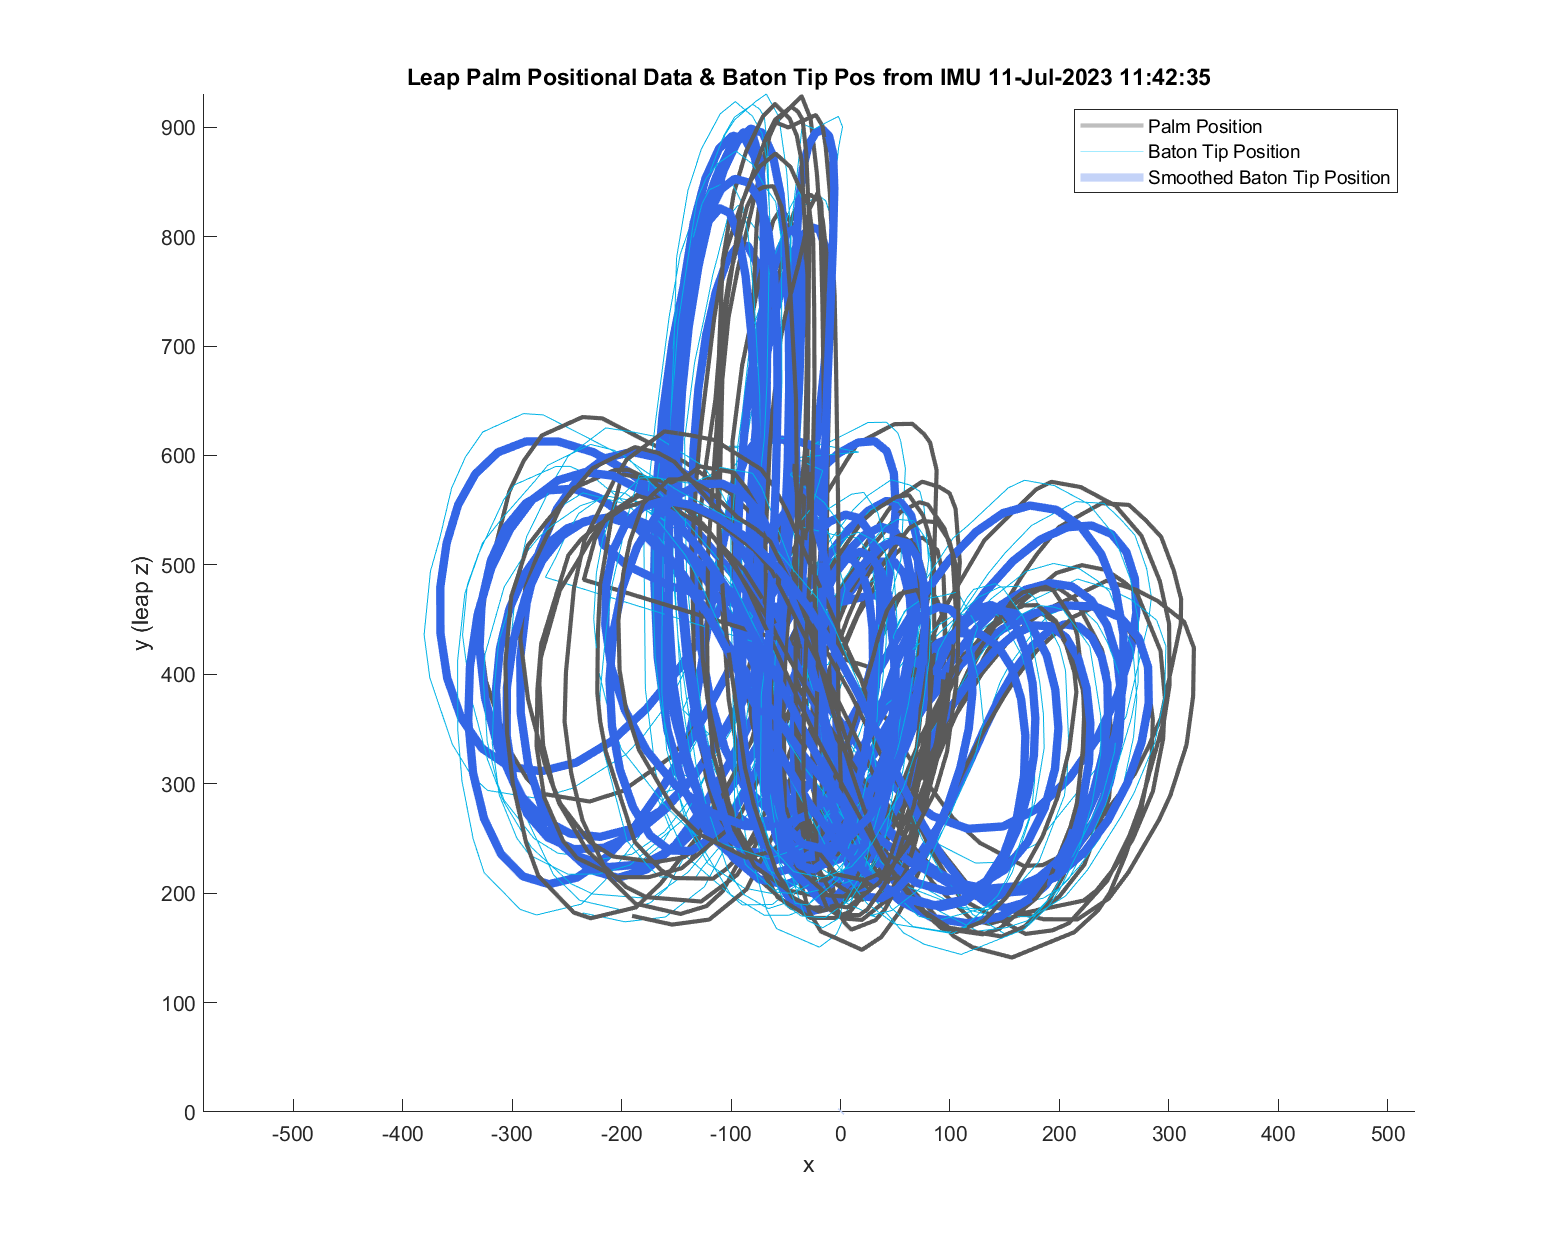 Leap Palm Positional Data & Baton Tip Pos from IMU 11-Jul-2023 11:42:35
Palm Position
Baton Tip Position
Smoothed Baton Tip Position
900
800
700
600
500
400
300
200
100
0
y (leap z)
-500 -400 -300 -200 -100 0 100 200 300 400 500
x